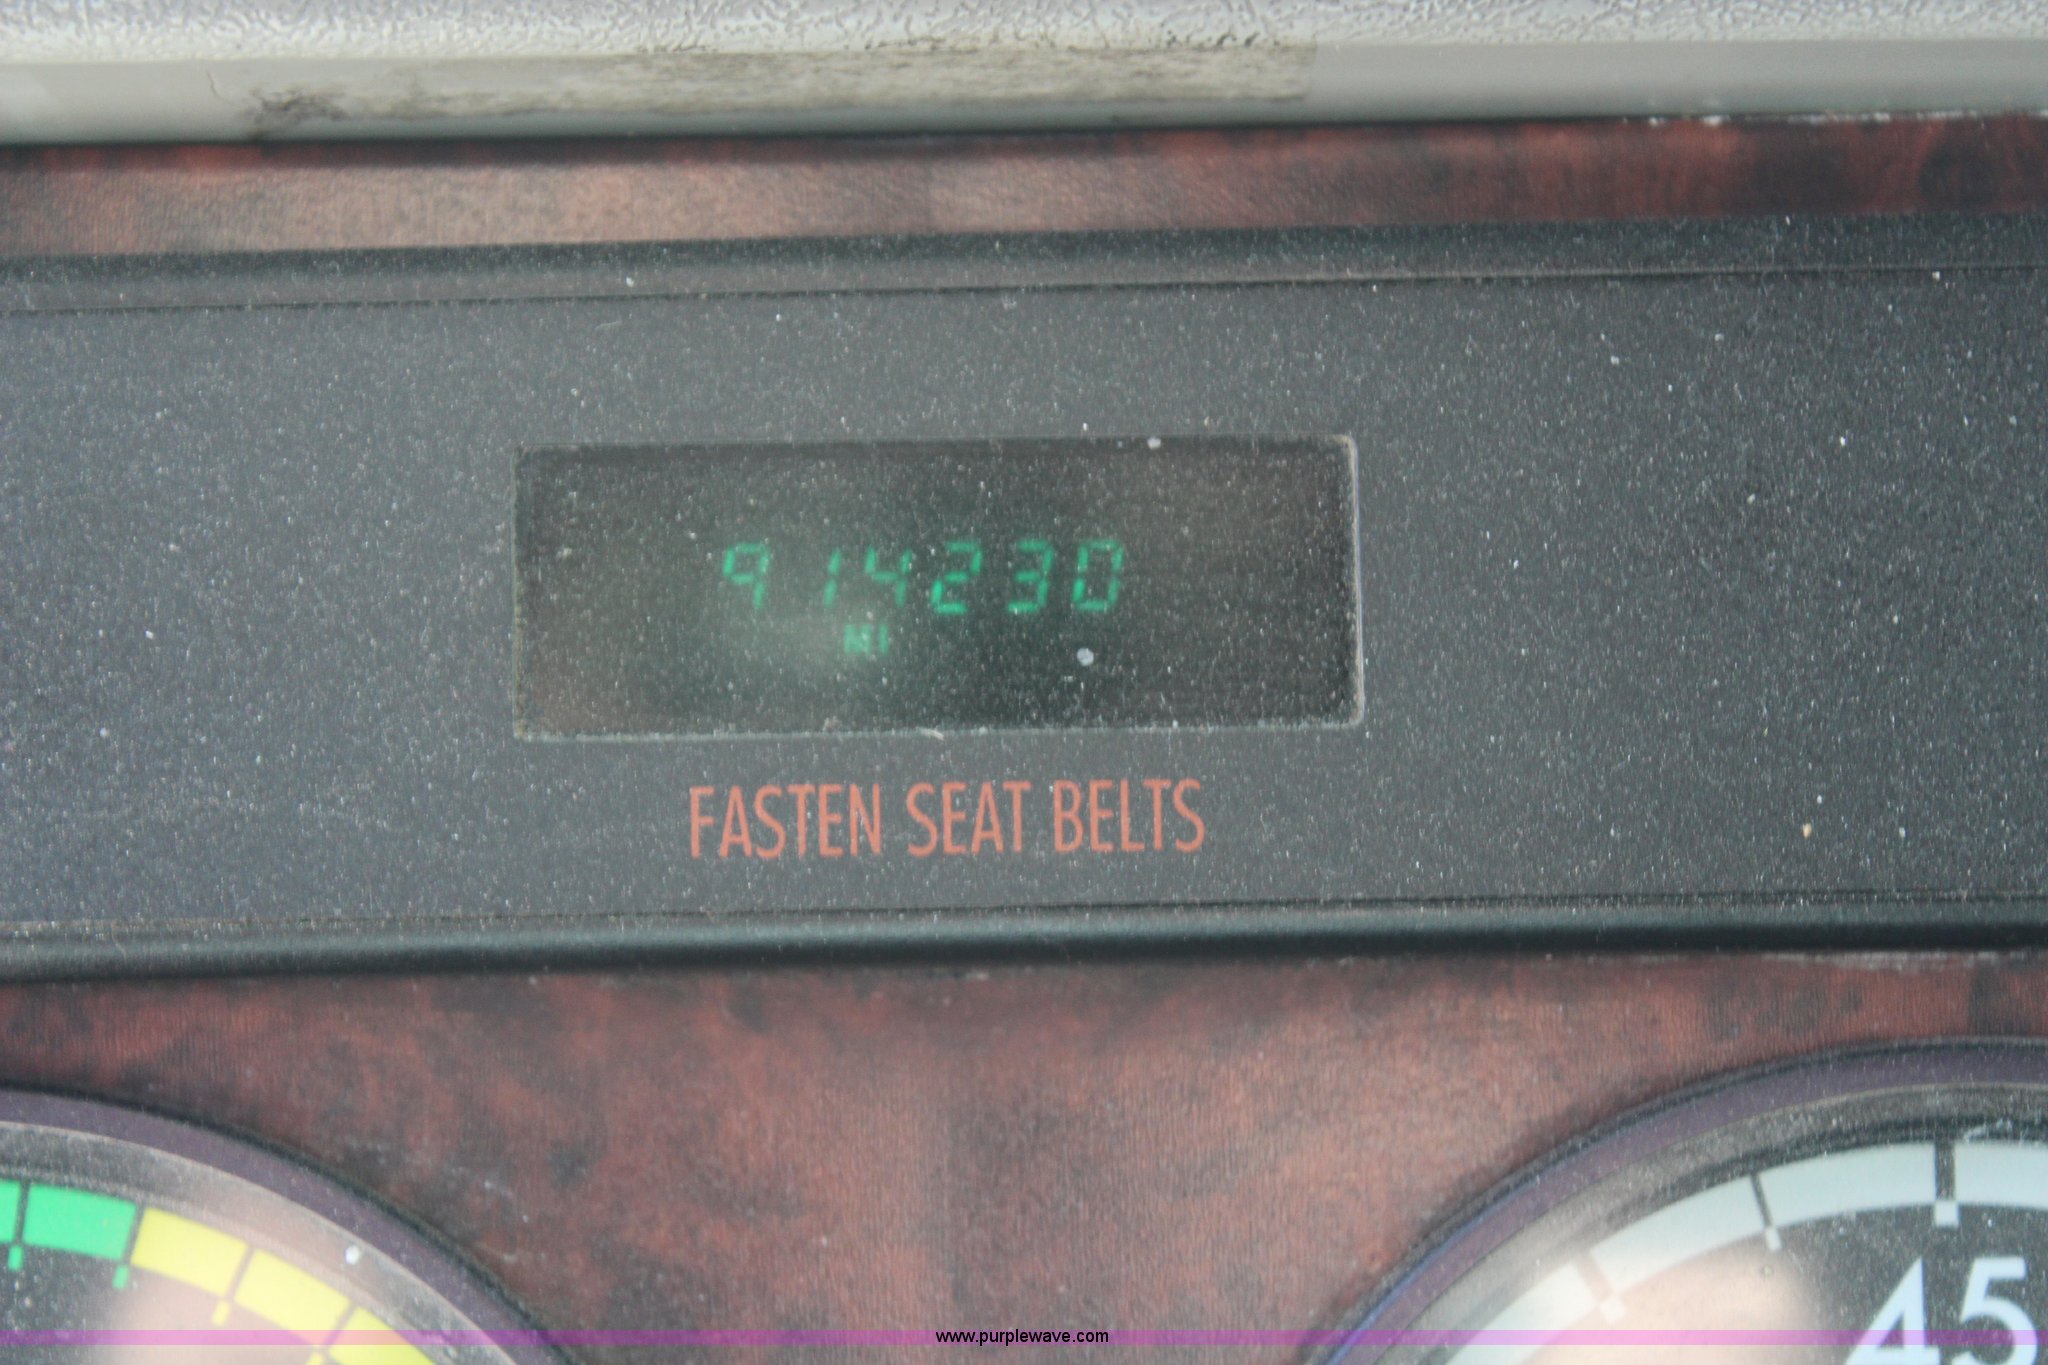 914230
MI
FASTEN SEAT BELTS
45
www.purplewave.com